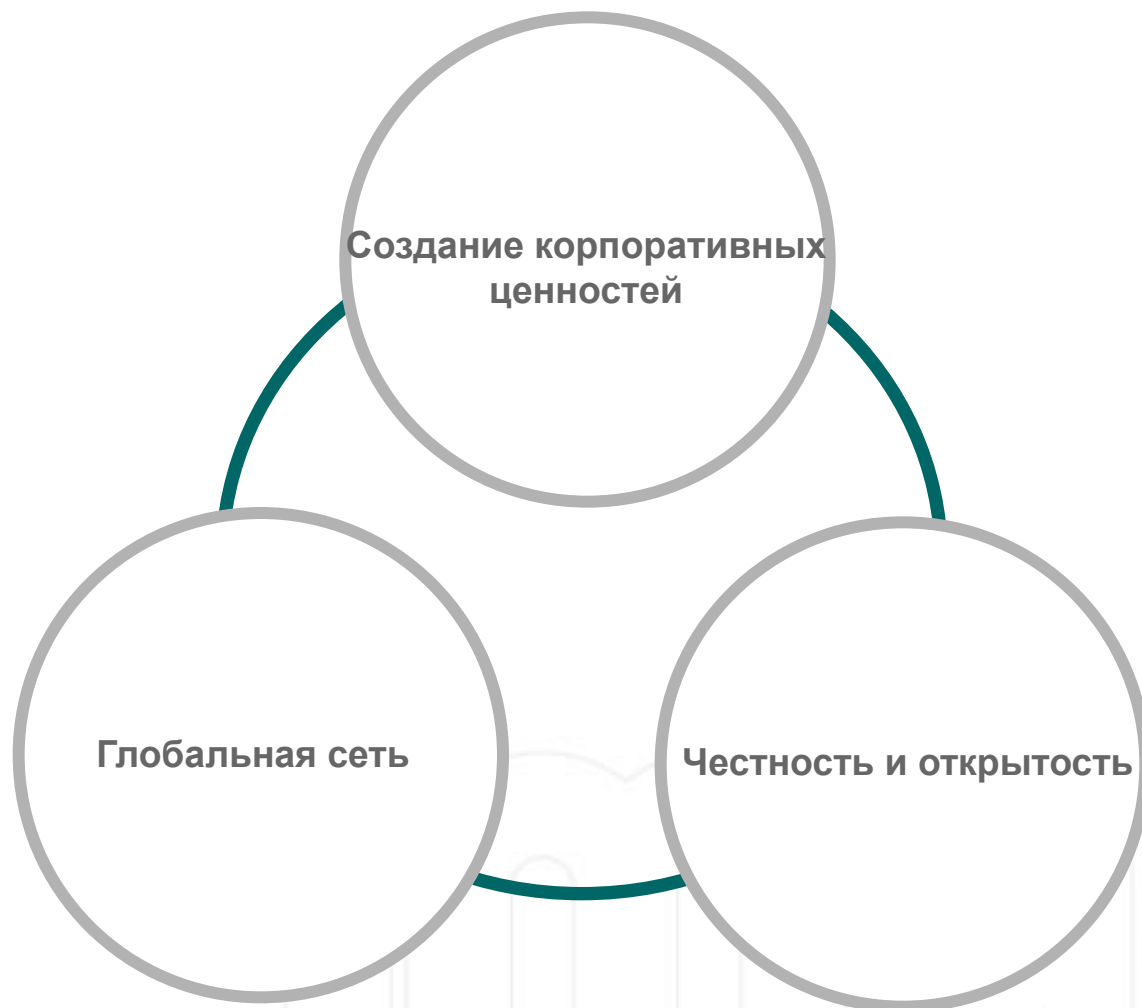 Создание корпоративных
ценностей
Глобальная сеть
Честность и открытость